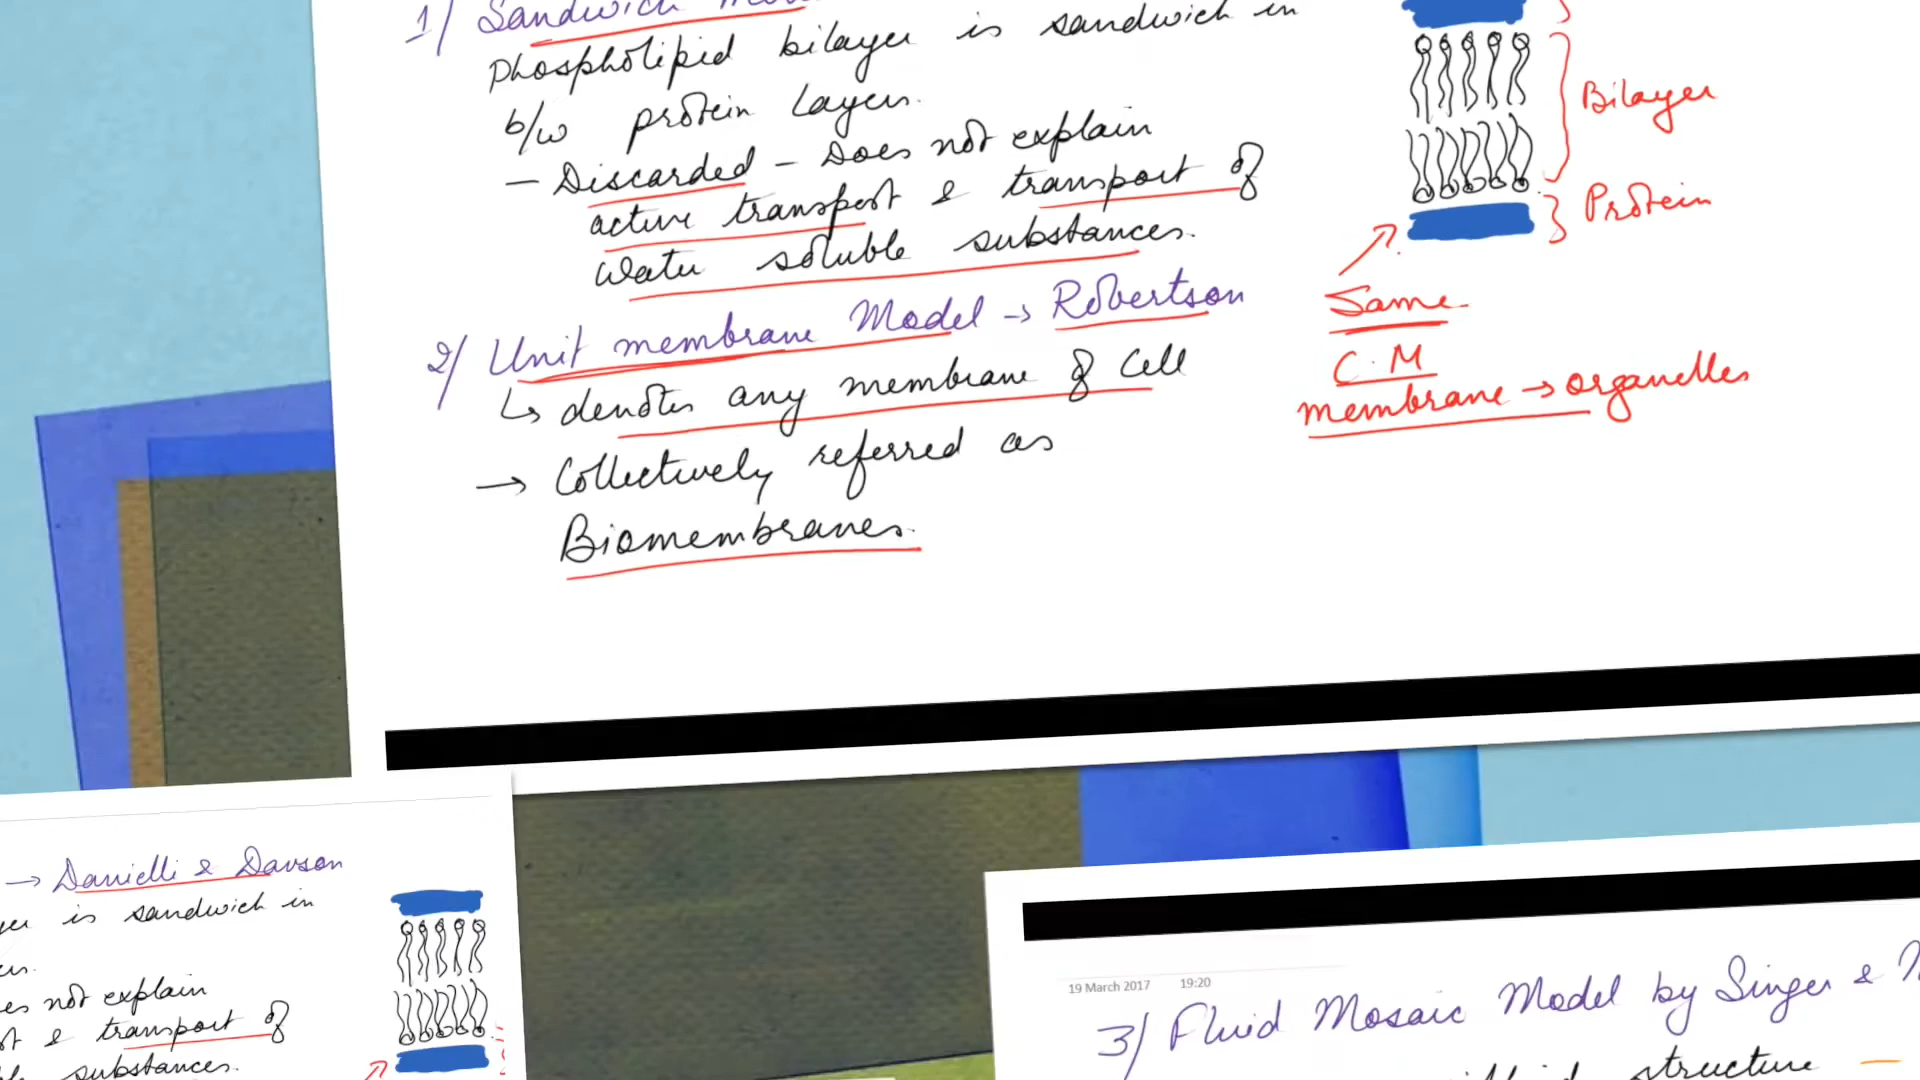 1/ Sandwich
Phospholipid bilayer is sandwich in
b/w protein layers.
- Discarded - Does not explain
active transport & transport of
water soluble substances.
2/ Unit membrane Model → Robertson
↳ denotes any membrane of Cell
→ Collectively referred as
Biomembranes.
Bilayer
Protein
Same
C.M
membrane → organelles
→ Danielli & Davson
is sandwich in
not explain
& transport of
substances.
19 March 2017 19:20
3/ Fluid Mosaic Model by Singer &
structure —